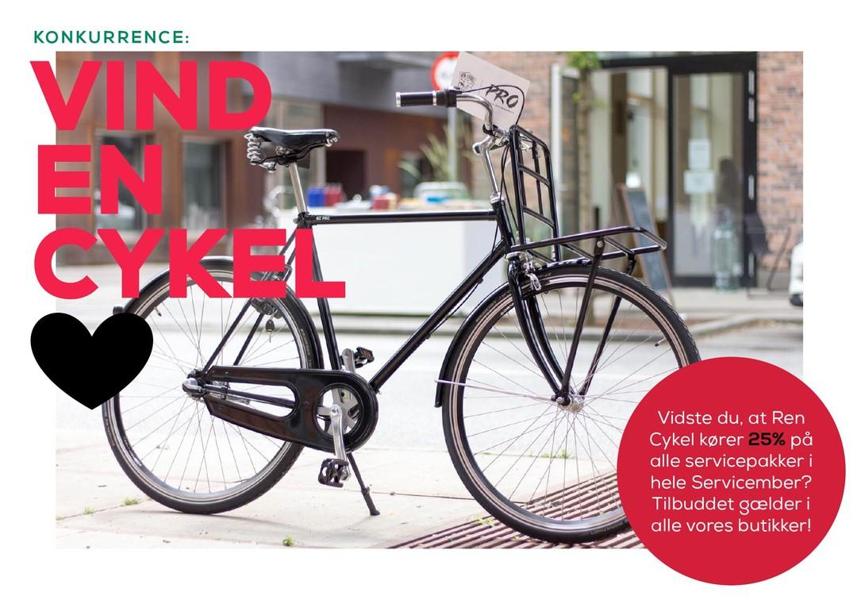 KONKURRENCE:
VIND
EN
CYKEL
PRO
Vidste du, at Ren
Cykel kører 25% på
alle servicepakker i
hele Servicember?
Tilbuddet gælder i
alle vores butikker!